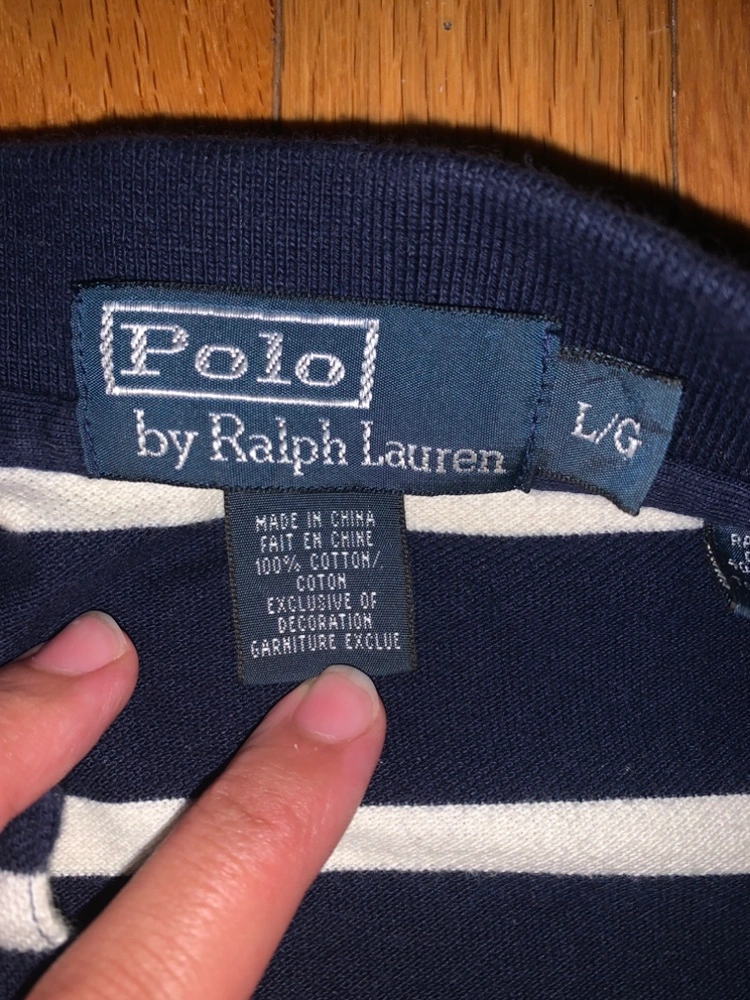 Polo
by Ralph Lauren
L/G
MADE IN CHINA
FAIT EN CHINE
100% COTTON/
COTON
EXCLUSIVE OF
DECORATION
GARNITURE EXCLUE